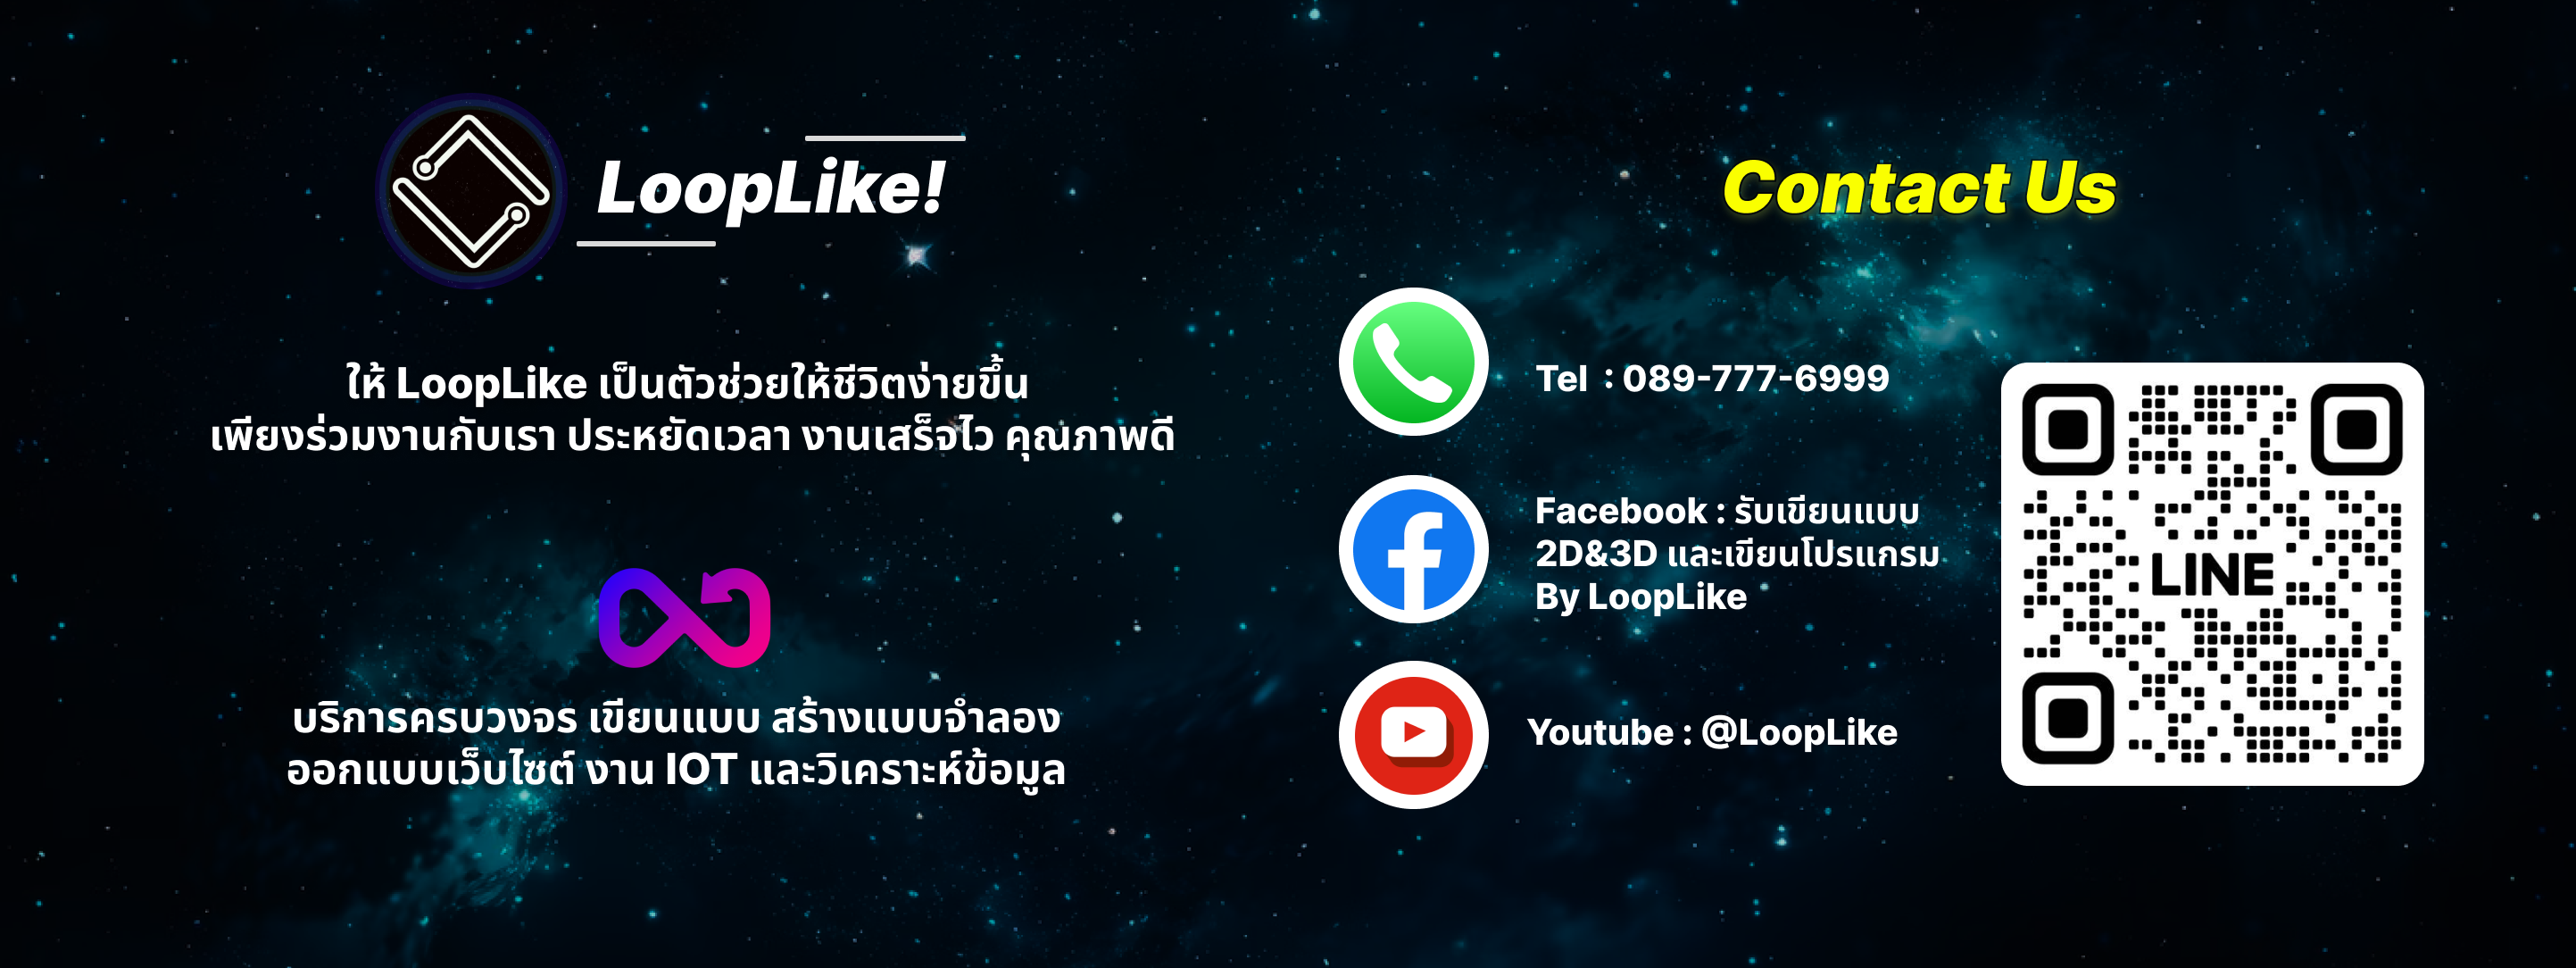 LoopLike!
ให้ LoopLike เป็นตัวช่วยให้ชีวิตง่ายขึ้น
เพียงร่วมงานกับเรา ประหยัดเวลา งานเสร็จไว คุณภาพดี
บริการครบวงจร เขียนแบบ สร้างแบบจำลอง
ออกแบบเว็บไซต์ งาน IOT และวิเคราะห์ข้อมูล
Contact Us
Tel : 089-777-6999
Facebook : รับเขียนแบบ
2D&3D และเขียนโปรแกรม
By LoopLike
Youtube : @LoopLike
LINE